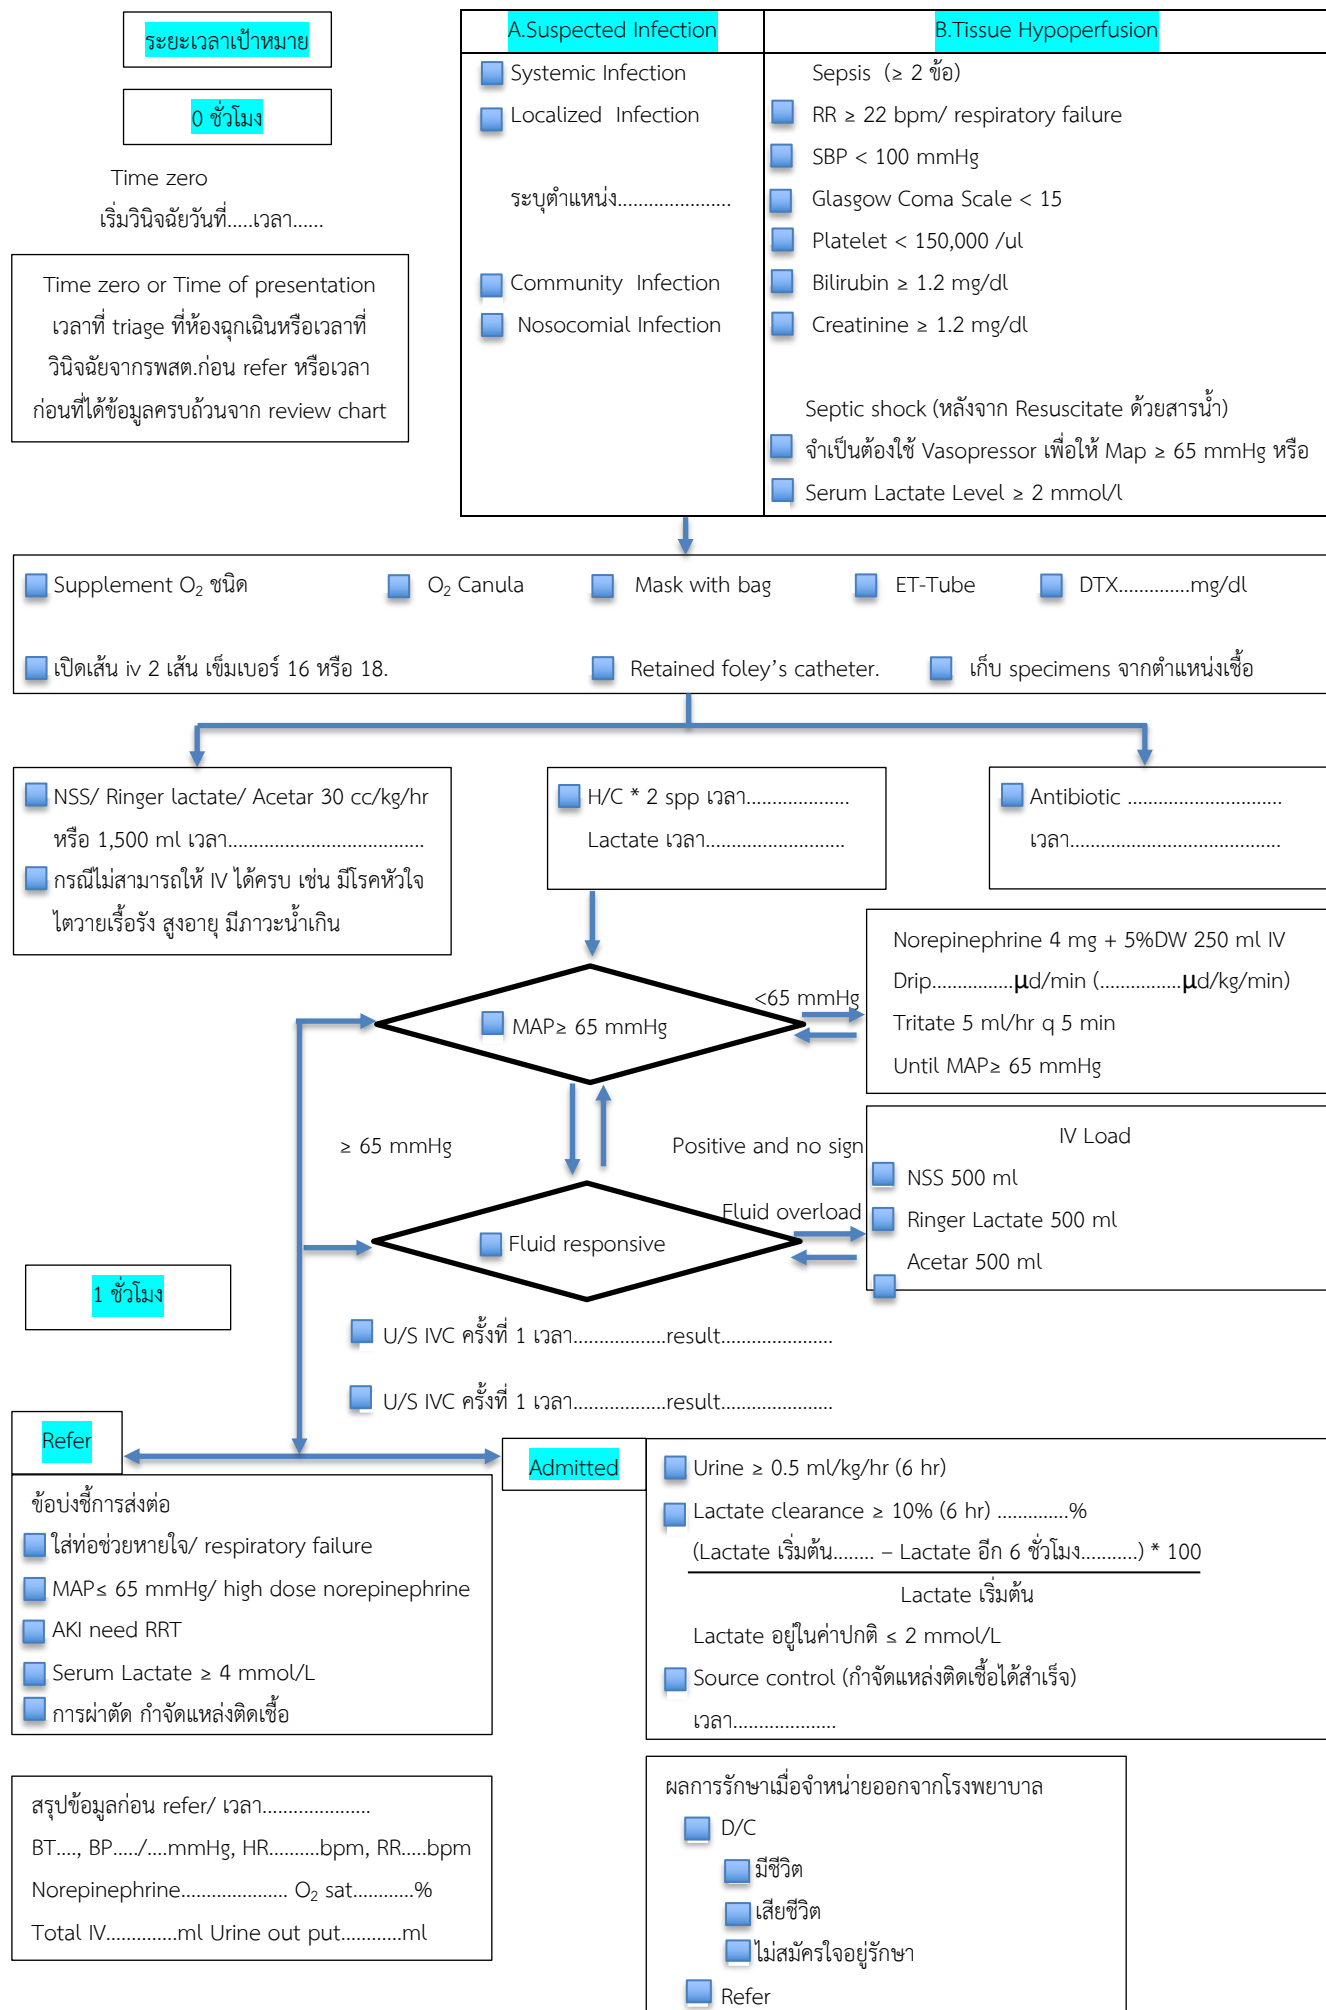 ระยะเวลาเป้าหมาย
0 ชั่วโมง
Time zero
เริ่มวินิจฉัยวันที่.....เวลา......
Time zero or Time of presentation
เวลาที่ triage ที่ห้องฉุกเฉินหรือเวลาที่
วินิจฉัยจากรพสต.ก่อน refer หรือเวลา
ก่อนที่ได้ข้อมูลครบถ้วนจาก review chart
A.Suspected Infection
Systemic Infection
Localized Infection
ระบุตำแหน่ง......................
Community Infection
Nosocomial Infection
B.Tissue Hypoperfusion
Sepsis (≥ 2 ข้อ)
RR ≥ 22 bpm/ respiratory failure
SBP < 100 mmHg
Glasgow Coma Scale < 15
Platelet < 150,000 /ul
Bilirubin ≥ 1.2 mg/dl
Creatinine ≥ 1.2 mg/dl
Septic shock (หลังจาก Resuscitate ด้วยสารน้ำ)
จำเป็นต้องใช้ Vasopressor เพื่อให้ Map ≥ 65 mmHg หรือ
Serum Lactate Level ≥ 2 mmol/l
Supplement O₂ ชนิด O₂ Canula Mask with bag ET-Tube DTX..............mg/dl
เปิดเส้น iv 2 เส้น เข็มเบอร์ 16 หรือ 18. Retained foley's catheter. เก็บ specimens จากตำแหน่งเชื้อ
NSS/ Ringer lactate/ Acetar 30 cc/kg/hr
หรือ 1,500 ml เวลา......................................
กรณีไม่สามารถให้ IV ได้ครบ เช่น มีโรคหัวใจ
ไตวายเรื้อรัง สูงอายุ มีภาวะน้ำเกิน
H/C * 2 spp เวลา....................
Lactate เวลา...........................
Antibiotic ..............................
เวลา.........................................
Norepinephrine 4 mg + 5%DW 250 ml IV
Drip................µd/min (................µd/kg/min)
Tritate 5 ml/hr q 5 min
Until MAP≥ 65 mmHg
<65 mmHg
MAP≥ 65 mmHg
≥ 65 mmHg
Positive and no sign
Fluid overload
Fluid responsive
IV Load
NSS 500 ml
Ringer Lactate 500 ml
Acetar 500 ml
1 ชั่วโมง
U/S IVC ครั้งที่ 1 เวลา..................result......................
U/S IVC ครั้งที่ 1 เวลา..................result......................
Refer
Admitted
ข้อบ่งชี้การส่งต่อ
ใส่ท่อช่วยหายใจ/ respiratory failure
MAP≤ 65 mmHg/ high dose norepinephrine
AKI need RRT
Serum Lactate ≥ 4 mmol/L
การผ่าตัด กำจัดแหล่งติดเชื้อ
Urine ≥ 0.5 ml/kg/hr (6 hr)
Lactate clearance ≥ 10% (6 hr) ..............%
(Lactate เริ่มต้น........ – Lactate อีก 6 ชั่วโมง...........) * 100
Lactate เริ่มต้น
Lactate อยู่ในค่าปกติ ≤ 2 mmol/L
Source control (กำจัดแหล่งติดเชื้อได้สำเร็จ)
เวลา....................
สรุปข้อมูลก่อน refer/ เวลา.....................
BT...., BP...../....mmHg, HR..........bpm, RR.....bpm
Norepinephrine..................... O₂ sat............%
Total IV..............ml Urine out put............ml
ผลการรักษาเมื่อจำหน่ายออกจากโรงพยาบาล
D/C
มีชีวิต
เสียชีวิต
ไม่สมัครใจอยู่รักษา
Refer